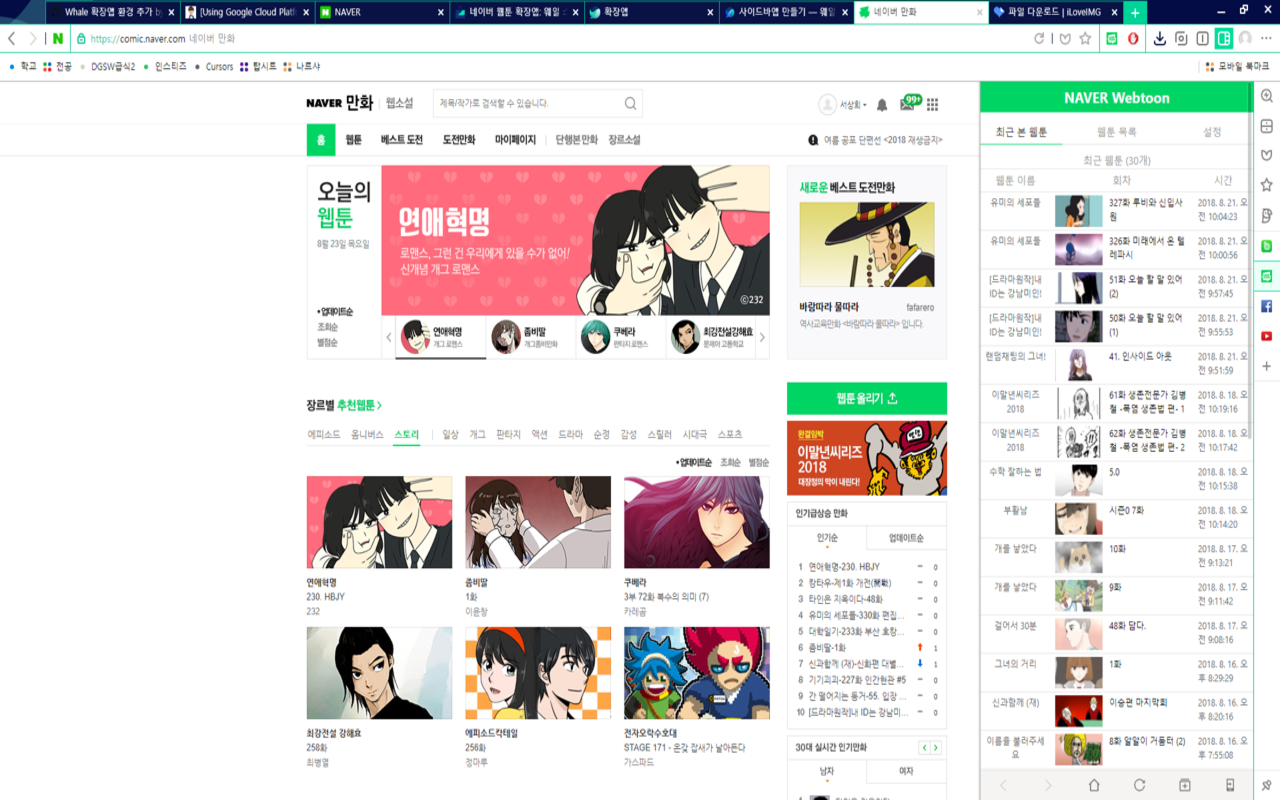 Whale 확장앱 환경 추가 by
[Using Google Cloud Platf
NAVER
네이버 웹툰 확장앱: 웨일
확장앱
사이드바앱 만들기 — 웨일
네이버 만화
파일 다운로드 | iLoveIMG
https://comic.naver.com 네이버 만화
학교
전공
DGSW급식2
인스티즈
Cursors
탑시트
나르샤
모바일 북마크
NAVER 만화 웹소설
제목/작가로 검색할 수 있습니다.
서상희
99+
홈 웹툰 베스트 도전 도전만화 마이페이지 단행본 만화 장르소설
여름 공포 단편선 <2018 재생금지>
오늘의
웹툰
8월 23일 목요일
업데이트순
조회순
별점순
연애혁명
로맨스, 그런 건 우리에게 있을 수가 없어!
신개념 개그 로맨스
©232
연애혁명
개그 로맨스
좀비딸
개그좀비만화
쿠베라
판타지 로맨스
최강전설강해효
문제아 고등학교
새로운 베스트 도전만화
바람따라 물따라
fafarero
역사교육만화 <바람따라 물따라> 입니다.
장르별 추천웹툰
에피소드 옴니버스 스토리 일상 개그 판타지 액션 드라마 순정 감성 스릴러 시대극 스포츠
업데이트순 조회순 별점순
연애혁명
230. HBJY
232
좀비딸
1화
이윤창
쿠베라
3부 72화 복수의 의미 (7)
카레곰
최강전설 강해효
258화
최병열
에피소드칵테일
256화
정마루
전자오락수호대
STAGE 171 - 온갖 잡새가 날아든다
가스파드
웹툰 올리기
완결임박
이말년씨리즈
2018
대장정의 막이 내린다!
인기급상승 만화
인기순
업데이트순
1 연애혁명-230. HBJY 0
2 캉타우-제1화 개전(開戰) 0
3 타인은 지옥이다-48화 0
4 유미의 세포들-330화 편집... 0
5 대학일기-233화 부산 호캉... 0
6 좀비딸-1화 1
7 신과함께 (재)-신화편 대별... 1
8 기기괴괴-227화 인간현관 #5 0
9 간 떨어지는 동거-55. 입장 ... 0
10 [드라마원작]내 ID는 강남미... 0
30대 실시간 인기만화
남자
여자
NAVER Webtoon
최근 본 웹툰
웹툰 목록
설정
최근 웹툰 (30개)
웹툰 이름 회차 시간
유미의 세포들 327화 루비와 신입사원 2018. 8. 21. 오전 10:04:23
유미의 세포들 326화 미래에서 온 텔레파시 2018. 8. 21. 오전 10:00:56
[드라마원작]내 ID는 강남미인! 51화 오늘 할 말 있어 (2) 2018. 8. 21. 오전 9:57:45
[드라마원작]내 ID는 강남미인! 50화 오늘 할 말 있어 (1) 2018. 8. 21. 오전 9:55:53
랜덤채팅의 그녀! 41. 인사이드 아웃 2018. 8. 21. 오전 9:51:59
이말년씨리즈 2018 61화 생존전문가 김병철 -폭염 생존법 편- 1 2018. 8. 18. 오전 10:19:16
이말년씨리즈 2018 62화 생존전문가 김병철 -폭염 생존법 편- 2 2018. 8. 18. 오전 10:17:42
수학 잘하는 법 5.0 2018. 8. 18. 오전 10:15:38
부활남 시즌0 7화 2018. 8. 18. 오전 10:14:20
개를 낳았다 10화 2018. 8. 17. 오전 9:13:21
개를 낳았다 9화 2018. 8. 17. 오전 9:11:42
걸어서 30분 48화 달다. 2018. 8. 17. 오전 9:08:16
그녀의 거리 1화 2018. 8. 16. 오후 8:29:29
신과함께 (재) 이승편 마지막회 2018. 8. 16. 오후 8:20:16
이름을 불러주세요 8화 알알이 거품터 (2) 2018. 8. 16. 오후 7:55:08